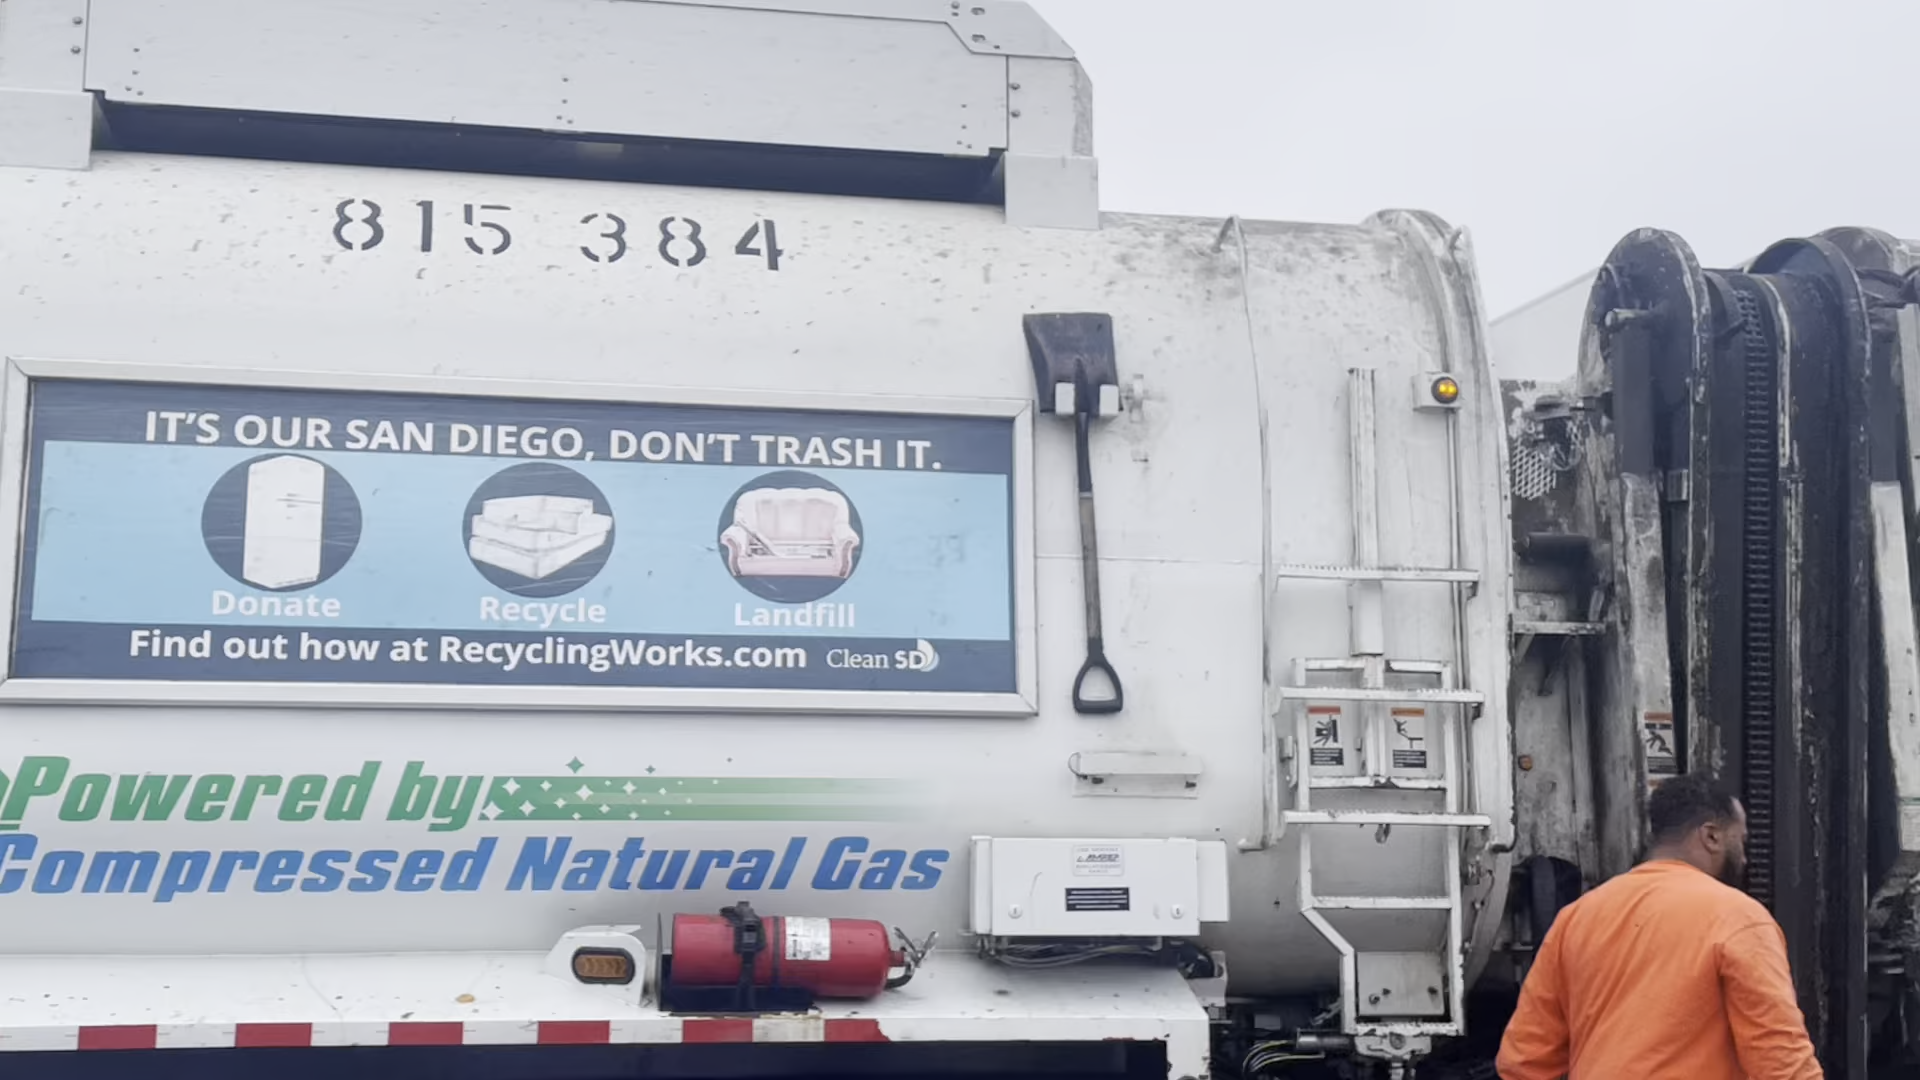 815 384
IT'S OUR SAN DIEGO, DON'T TRASH IT.
Donate
Recycle
Landfill
Find out how at RecyclingWorks.com
Clean SD
Powered by
Compressed Natural Gas